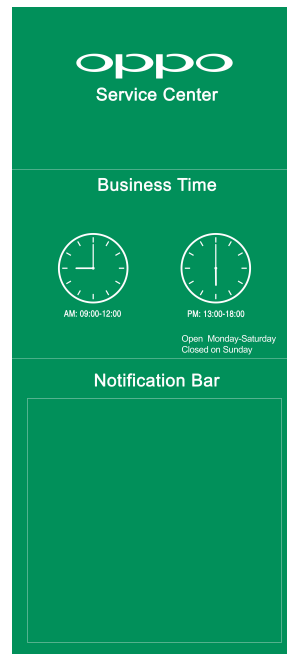 oppo
Service Center
Business Time
AM: 09:00-12:00
PM: 13:00-18:00
Open Monday-Saturday
Closed on Sunday
Notification Bar